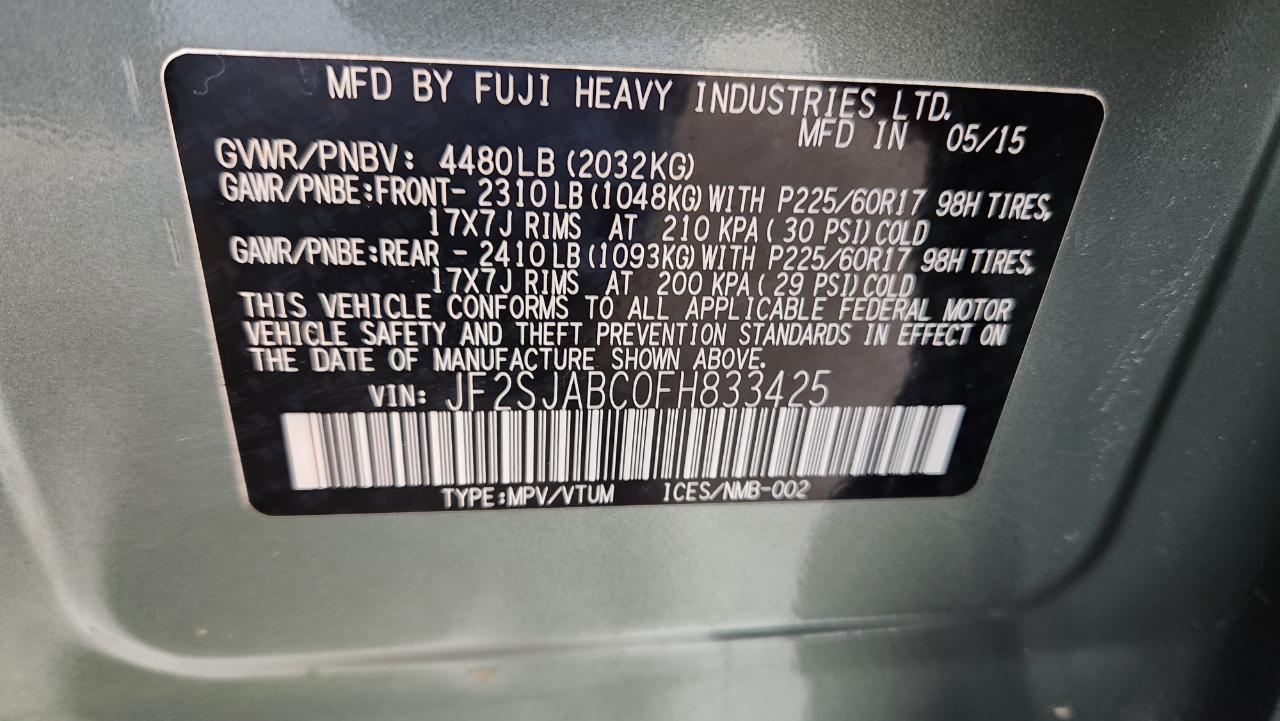 MFD BY FUJI HEAVY INDUSTRIES LTD.
MFD IN 05/15
GVWR/PNBV: 4480LB (2032KG)
GAWR/PNBE:FRONT- 2310LB (1048KG) WITH P225/60R17 98H TIRES,
17X7J RIMS AT 210 KPA ( 30 PSI) COLD
GAWR/PNBE:REAR - 2410LB (1093KG) WITH P225/60R17 98H TIRES,
17X7J RIMS AT 200 KPA ( 29 PSI) COLD
THIS VEHICLE CONFORMS TO ALL APPLICABLE FEDERAL MOTOR
VEHICLE SAFETY AND THEFT PREVENTION STANDARDS IN EFFECT ON
THE DATE OF MANUFACTURE SHOWN ABOVE.
VIN: JF2SJABC0FH833425
TYPE:MPV/VTUM ICES/NMB-002